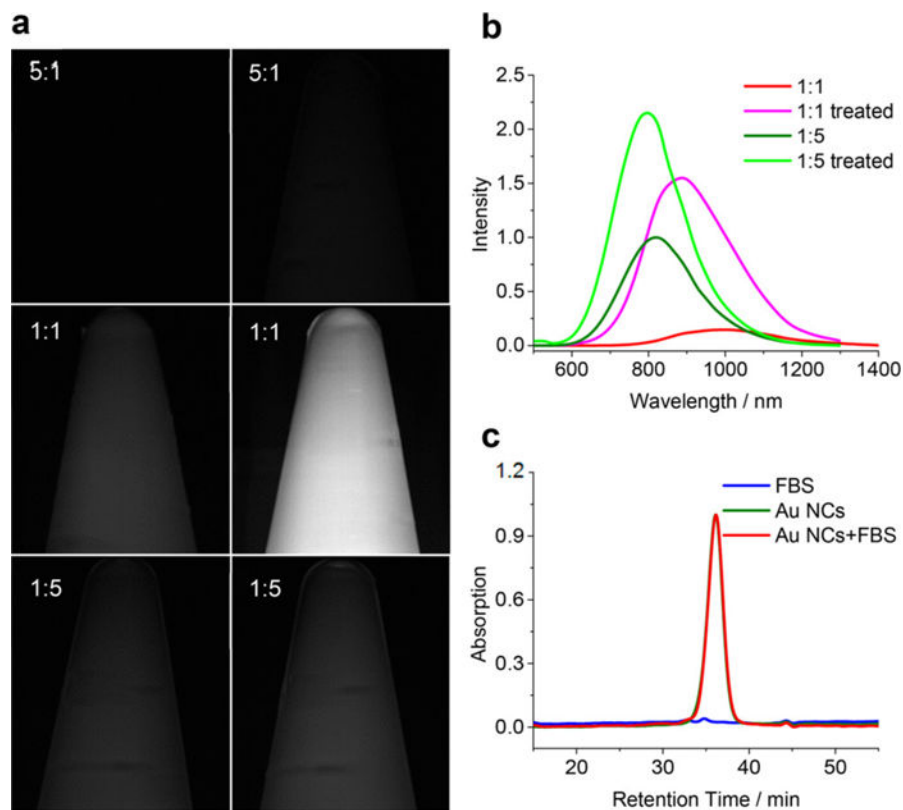 a
5:1
5:1
1:1
1:1
1:5
1:5
b
2.5
2.0
1.5
1.0
0.5
0.0
Intensity
1:1
1:1 treated
1:5
1:5 treated
600 800 1000 1200 1400
Wavelength / nm
c
1.2
0.9
0.6
0.3
0.0
Absorption
FBS
Au NCs
Au NCs+FBS
20 30 40 50
Retention Time / min